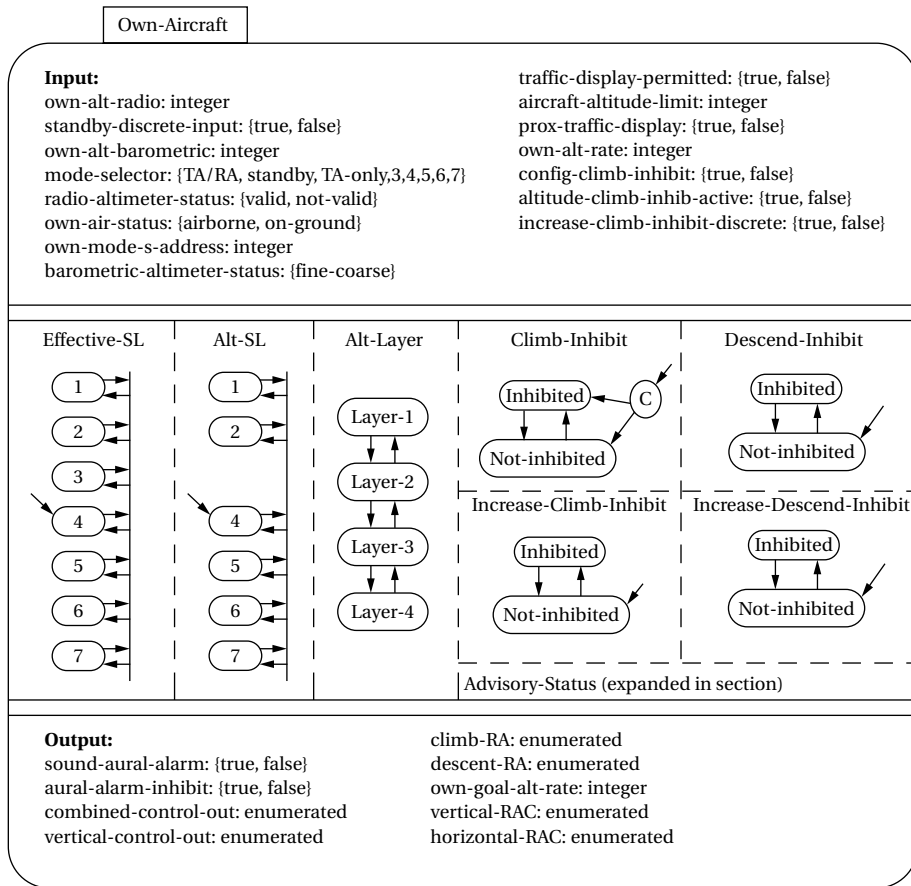 Own-Aircraft
Input:
own-alt-radio: integer
standby-discrete-input: {true, false}
own-alt-barometric: integer
mode-selector: {TA/RA, standby, TA-only,3,4,5,6,7}
radio-altimeter-status: {valid, not-valid}
own-air-status: {airborne, on-ground}
own-mode-s-address: integer
barometric-altimeter-status: {fine-coarse}
traffic-display-permitted: {true, false}
aircraft-altitude-limit: integer
prox-traffic-display: {true, false}
own-alt-rate: integer
config-climb-inhibit: {true, false}
altitude-climb-inhib-active: {true, false}
increase-climb-inhibit-discrete: {true, false}
Effective-SL
1
2
3
4
5
6
7
Alt-SL
1
2
4
5
6
7
Alt-Layer
Layer-1
Layer-2
Layer-3
Layer-4
Climb-Inhibit
Inhibited
C
Not-inhibited
Increase-Climb-Inhibit
Inhibited
Not-inhibited
Descend-Inhibit
Inhibited
Not-inhibited
Increase-Descend-Inhibit
Inhibited
Not-inhibited
Advisory-Status (expanded in section)
Output:
sound-aural-alarm: {true, false}
aural-alarm-inhibit: {true, false}
combined-control-out: enumerated
vertical-control-out: enumerated
climb-RA: enumerated
descent-RA: enumerated
own-goal-alt-rate: integer
vertical-RAC: enumerated
horizontal-RAC: enumerated